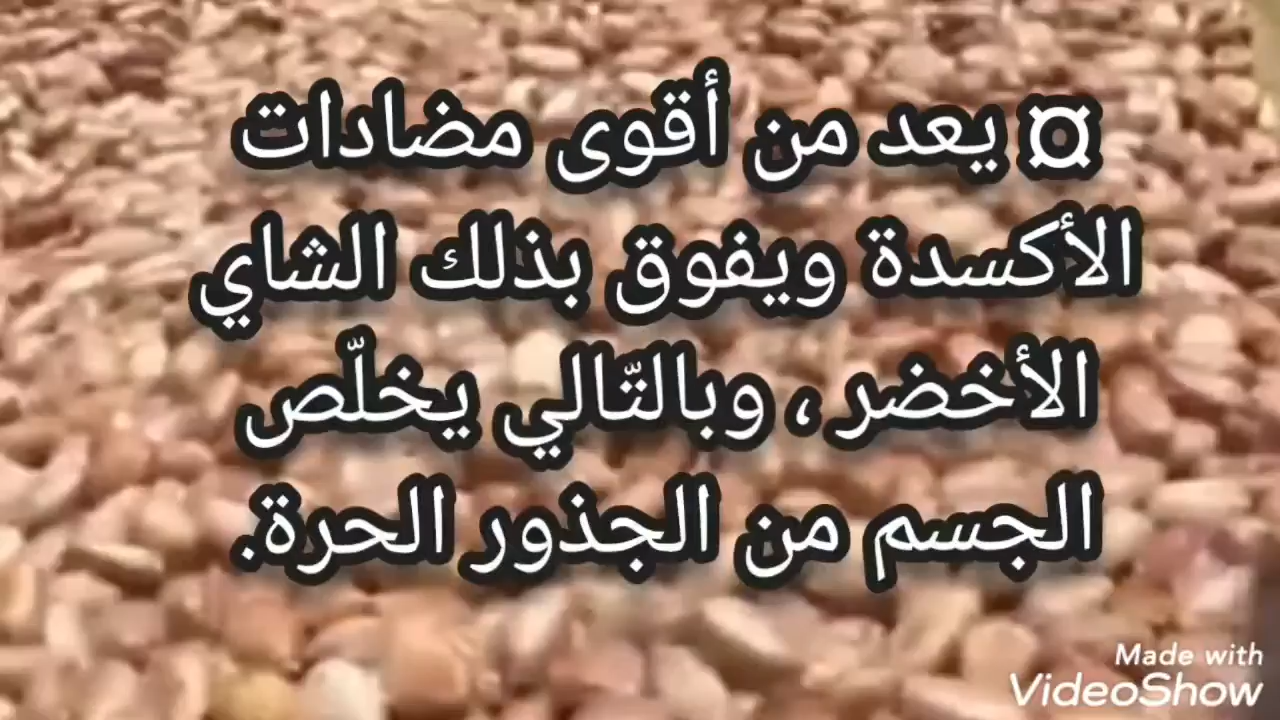 ¤ يعد من أقوى مضادات
الأكسدة ويفوق بذلك الشاي
الأخضر ، وبالتّالي يخلّص
الجسم من الجذور الحرة.
Made with
VideoShow